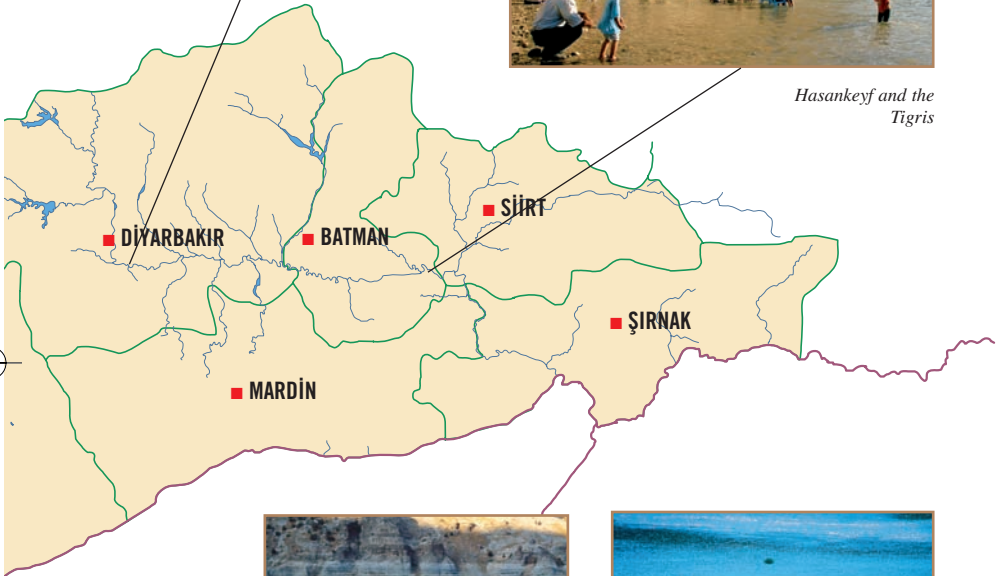 Hasankeyf and the
Tigris
SİİRT
DİYARBAKIR
BATMAN
ŞIRNAK
MARDİN